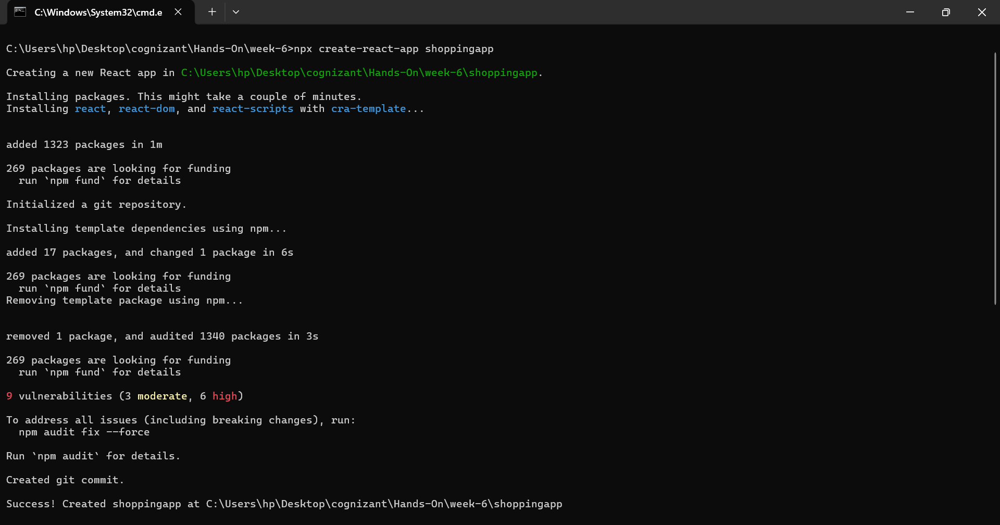 C:\Windows\System32\cmd.e
C:\Users\hp\Desktop\cognizant\Hands-On\week-6>npx create-react-app shoppingapp
Creating a new React app in C:\Users\hp\Desktop\cognizant\Hands-On\week-6\shoppingapp.
Installing packages. This might take a couple of minutes.
Installing react, react-dom, and react-scripts with cra-template...
added 1323 packages in 1m
269 packages are looking for funding
  run `npm fund` for details
Initialized a git repository.
Installing template dependencies using npm...
added 17 packages, and changed 1 package in 6s
269 packages are looking for funding
  run `npm fund` for details
Removing template package using npm...
removed 1 package, and audited 1340 packages in 3s
269 packages are looking for funding
  run `npm fund` for details
9 vulnerabilities (3 moderate, 6 high)
To address all issues (including breaking changes), run:
  npm audit fix --force
Run `npm audit` for details.
Created git commit.
Success! Created shoppingapp at C:\Users\hp\Desktop\cognizant\Hands-On\week-6\shoppingapp